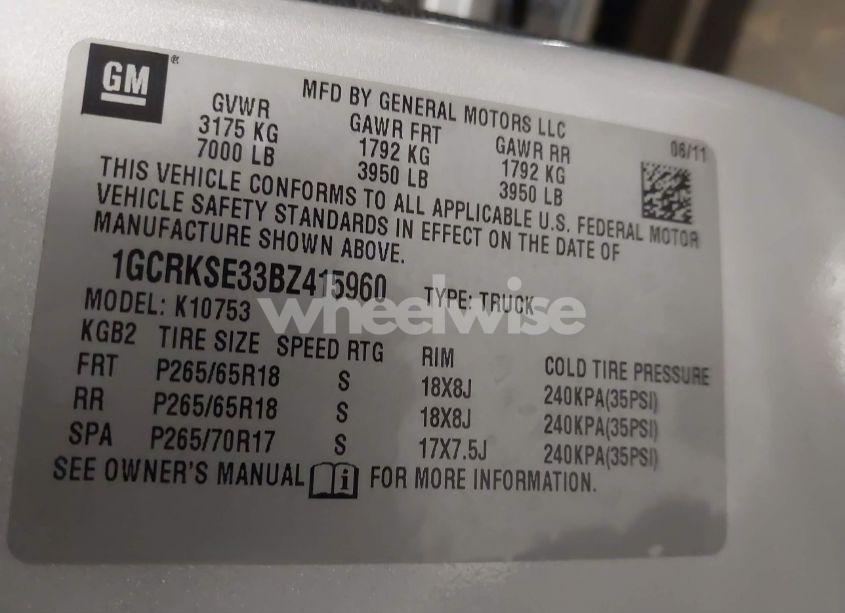 GM
MFD BY GENERAL MOTORS LLC
06/11
GVWR GAWR FRT GAWR RR
3175 KG 1792 KG 1792 KG
7000 LB 3950 LB 3950 LB
THIS VEHICLE CONFORMS TO ALL APPLICABLE U.S. FEDERAL MOTOR
VEHICLE SAFETY STANDARDS IN EFFECT ON THE DATE OF
MANUFACTURE SHOWN ABOVE.
1GCRKSE33BZ415960 TYPE: TRUCK
MODEL: K10753
wheelwise
KGB2 TIRE SIZE SPEED RTG RIM COLD TIRE PRESSURE
FRT P265/65R18 S 18X8J 240KPA(35PSI)
RR P265/65R18 S 18X8J 240KPA(35PSI)
SPA P265/70R17 S 17X7.5J 240KPA(35PSI)
SEE OWNER'S MANUAL i FOR MORE INFORMATION.